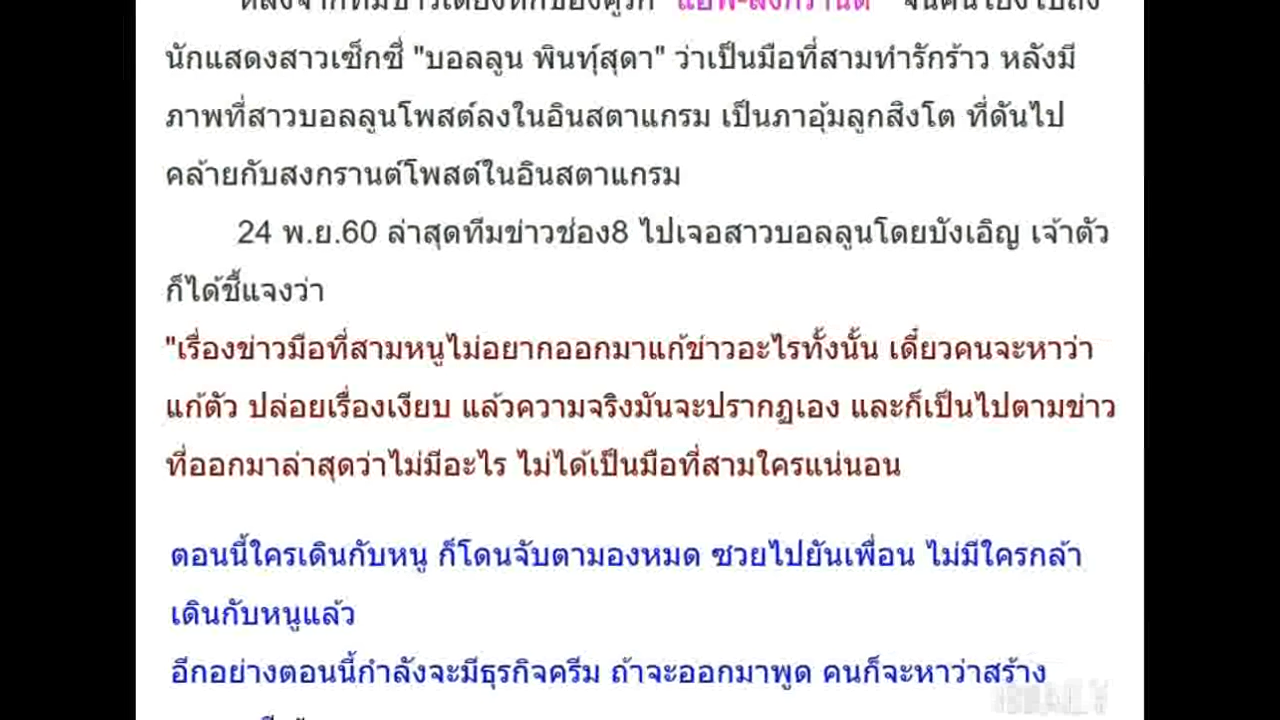 นักแสดงสาวเซ็กซี่ "บอลลูน พินทุ์สุดา" ว่าเป็นมือที่สามทำรักร้าว หลังมี
ภาพที่สาวบอลลูนโพสต์ลงในอินสตาแกรม เป็นภาอุ้มลูกสิงโต ที่ดันไป
คล้ายกับสงกรานต์โพสต์ในอินสตาแกรม
24 พ.ย.60 ล่าสุดทีมข่าวช่อง8 ไปเจอสาวบอลลูนโดยบังเอิญ เจ้าตัว
ก็ได้ชี้แจงว่า
"เรื่องข่าวมือที่สามหนูไม่อยากออกมาแก้ข่าวอะไรทั้งนั้น เดี๋ยวคนจะหาว่า
แก้ตัว ปล่อยเรื่องเงียบ แล้วความจริงมันจะปรากฏเอง และก็เป็นไปตามข่าว
ที่ออกมาล่าสุดว่าไม่มีอะไร ไม่ได้เป็นมือที่สามใครแน่นอน
ตอนนี้ใครเดินกับหนู ก็โดนจับตามองหมด ซวยไปยันเพื่อน ไม่มีใครกล้า
เดินกับหนูแล้ว
อีกอย่างตอนนี้กำลังจะมีธุรกิจครีม ถ้าจะออกมาพูด คนก็จะหาว่าสร้าง